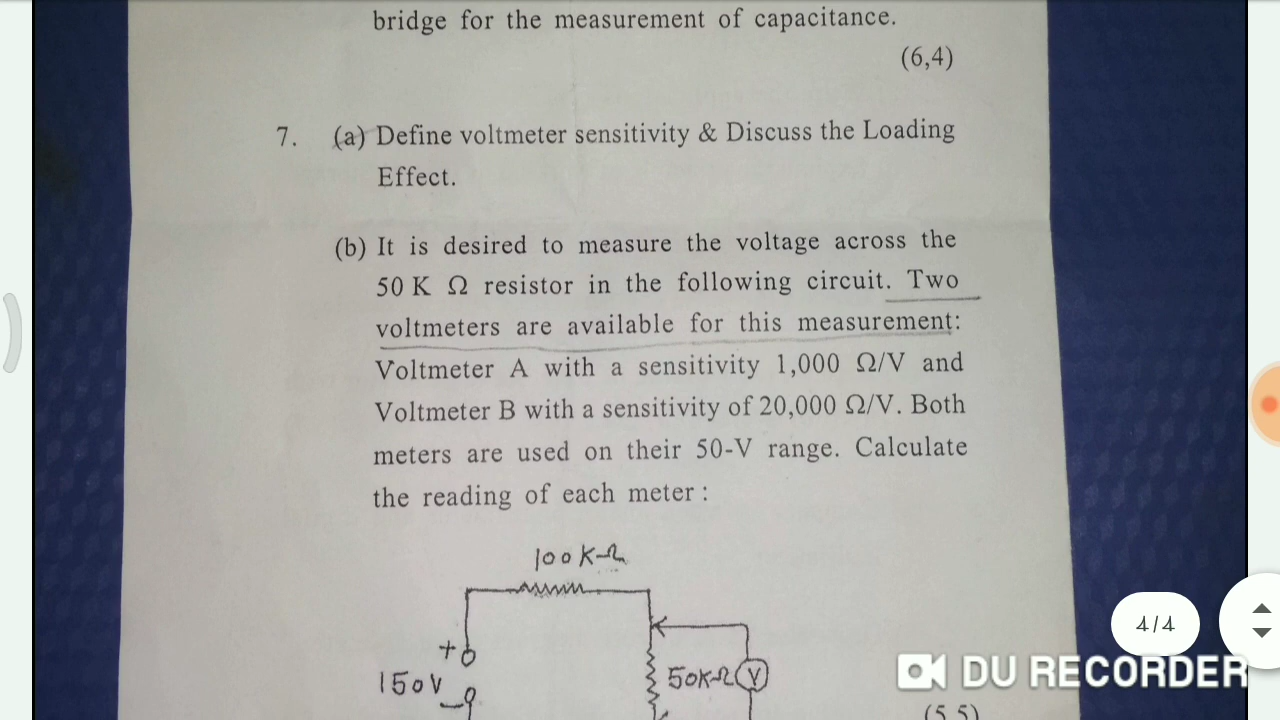 bridge for the measurement of capacitance.
(6,4)
7. (a) Define voltmeter sensitivity & Discuss the Loading
Effect.
(b) It is desired to measure the voltage across the
50 K Ω resistor in the following circuit. Two
voltmeters are available for this measurement:
Voltmeter A with a sensitivity 1,000 Ω/V and
Voltmeter B with a sensitivity of 20,000 Ω/V. Both
meters are used on their 50-V range. Calculate
the reading of each meter :
100K-Ω
+
150V
50K-Ω V
-
4/4
DU RECORDER
(5,5)